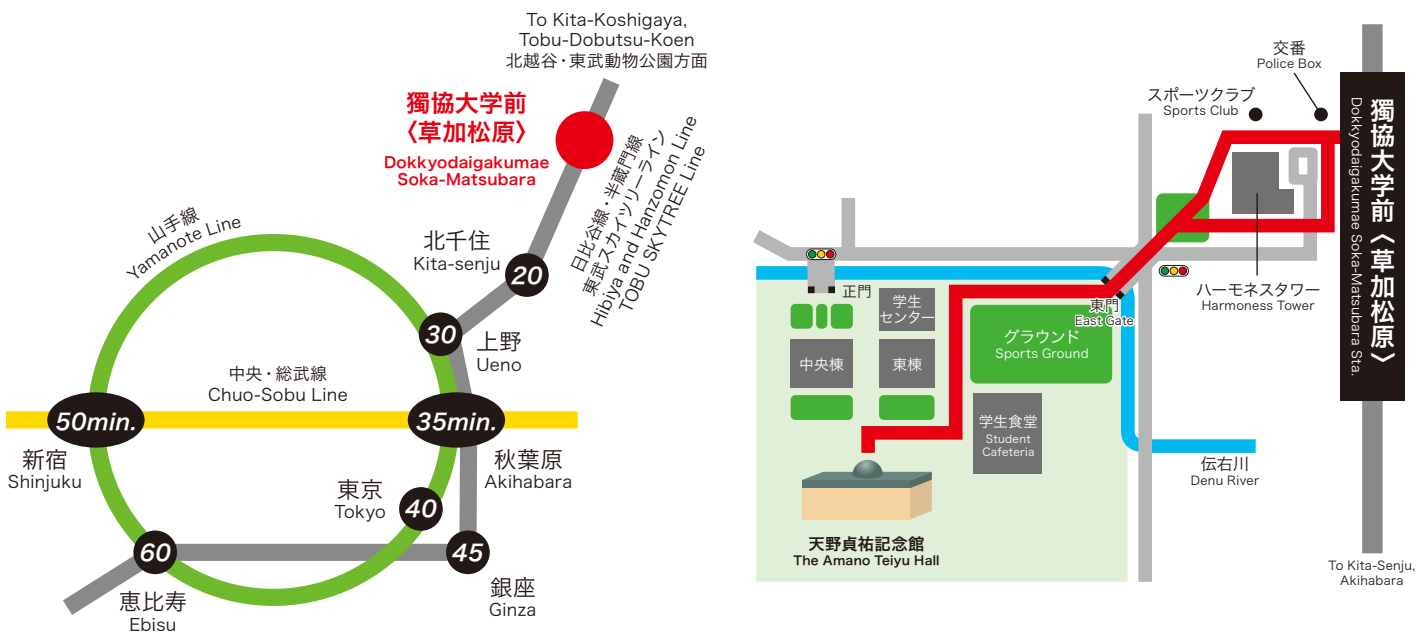 To Kita-Koshigaya,
Tobu-Dobutsu-Koen
北越谷・東武動物公園方面
獨協大学前
〈草加松原〉
Dokkyodaigakumae
Soka-Matsubara
日比谷線・半蔵門線
東武スカイツリーライン
Hibiya and Hanzomon Line
TOBU SKYTREE Line
山手線
Yamanote Line
北千住
Kita-senju
20
30
上野
Ueno
中央・総武線
Chuo-Sobu Line
50min.
35min.
新宿
Shinjuku
秋葉原
Akihabara
東京
Tokyo
40
60
45
恵比寿
Ebisu
銀座
Ginza
交番
Police Box
スポーツクラブ
Sports Club
獨協大学前〈草加松原〉
Dokkyodaigakumae Soka-Matsubara Sta.
ハーモネスタワー
Harmoness Tower
正門
東門
East Gate
学生
センター
中央棟
東棟
グラウンド
Sports Ground
学生食堂
Student
Cafeteria
伝右川
Denu River
天野貞祐記念館
The Amano Teiyu Hall
To Kita-Senju,
Akihabara